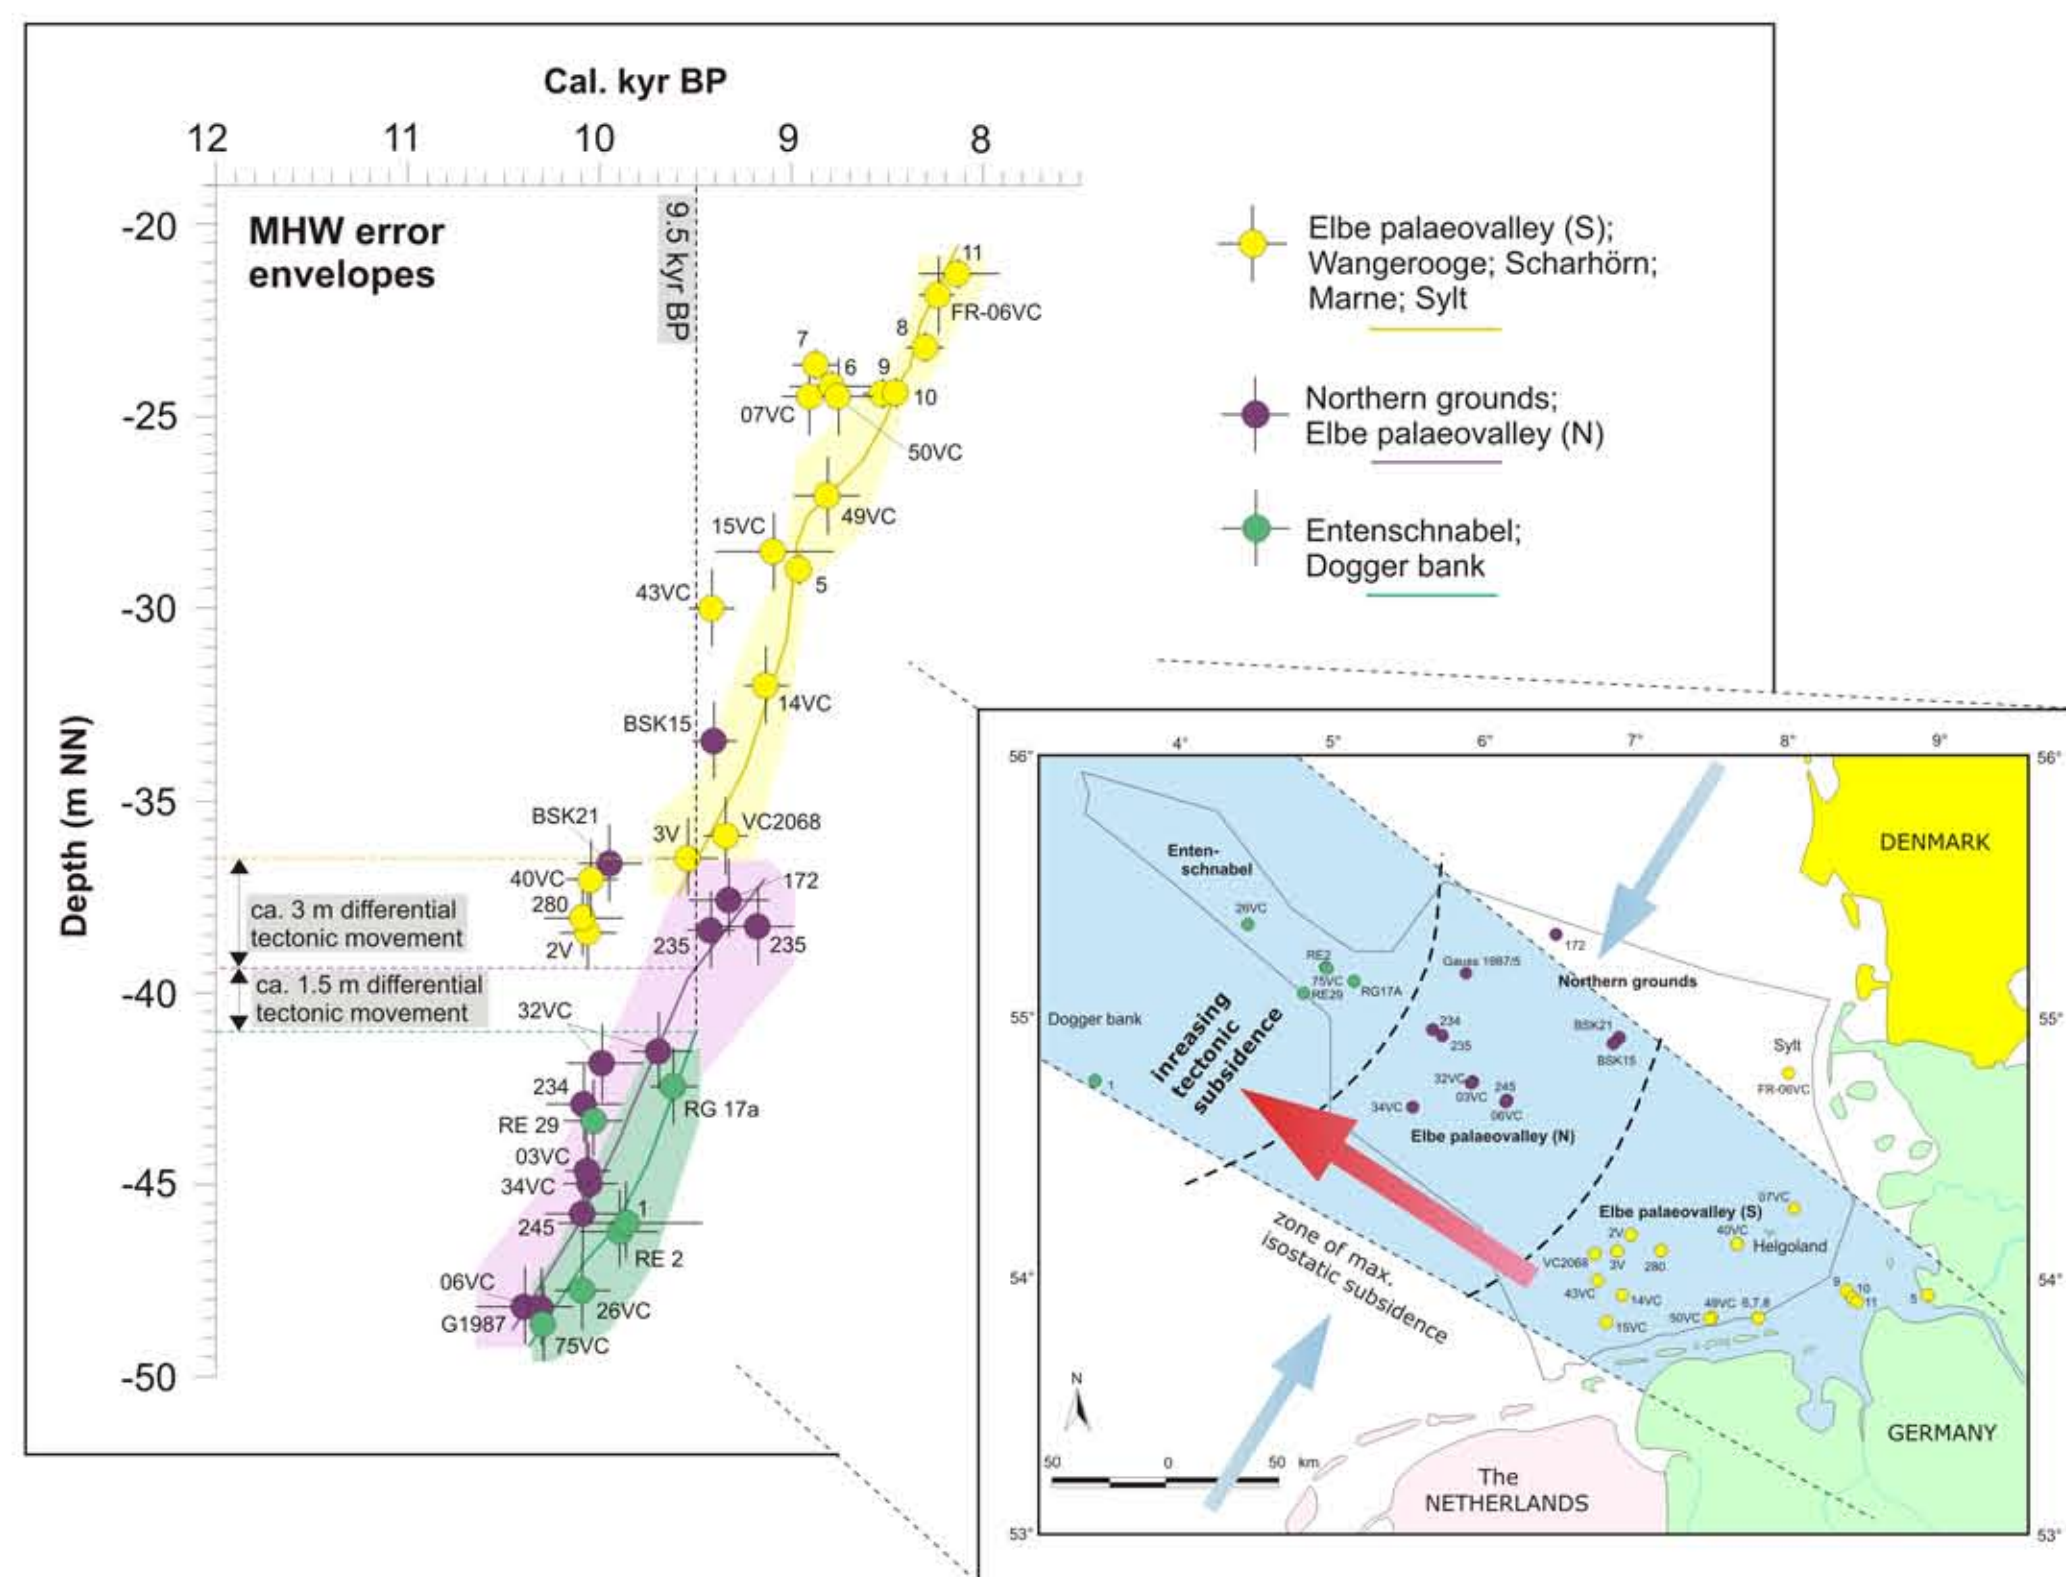 Cal. kyr BP
12
11
10
9
8
MHW error
envelopes
9.5 kyr BP
Depth (m NN)
-20
-25
-30
-35
-40
-45
-50
11
FR-06VC
8
7
6
9
10
07VC
50VC
49VC
15VC
5
43VC
14VC
BSK15
BSK21
3V
VC2068
40VC
280
2V
172
235
235
ca. 3 m differential
tectonic movement
ca. 1.5 m differential
tectonic movement
32VC
234
RG 17a
RE 29
03VC
34VC
245
1
RE 2
06VC
26VC
G1987
75VC
Elbe palaeovalley (S);
Wangerooge; Scharhörn;
Marne; Sylt
Northern grounds;
Elbe palaeovalley (N)
Entenschnabel;
Dogger bank
4°
5°
6°
7°
8°
9°
56°
56°
55°
55°
54°
54°
53°
53°
DENMARK
Enten-
schnabel
26VC
172
RE2
Gauss 1987/5
75VC
RG17A
RE29
Northern grounds
Dogger bank
234
235
BSK21
BSK15
Sylt
FR-06VC
1
inreasing
tectonic
subsidence
32VC
03VC
245
06VC
34VC
Elbe palaeovalley (N)
07VC
Elbe palaeovalley (S)
2V
40VC
Helgoland
VC2068
3V
280
43VC
14VC
15VC
50VC
49VC
6,7,8
9
10
11
5
zone of max.
isostatic subsidence
N
50
0
50
km
The
NETHERLANDS
GERMANY